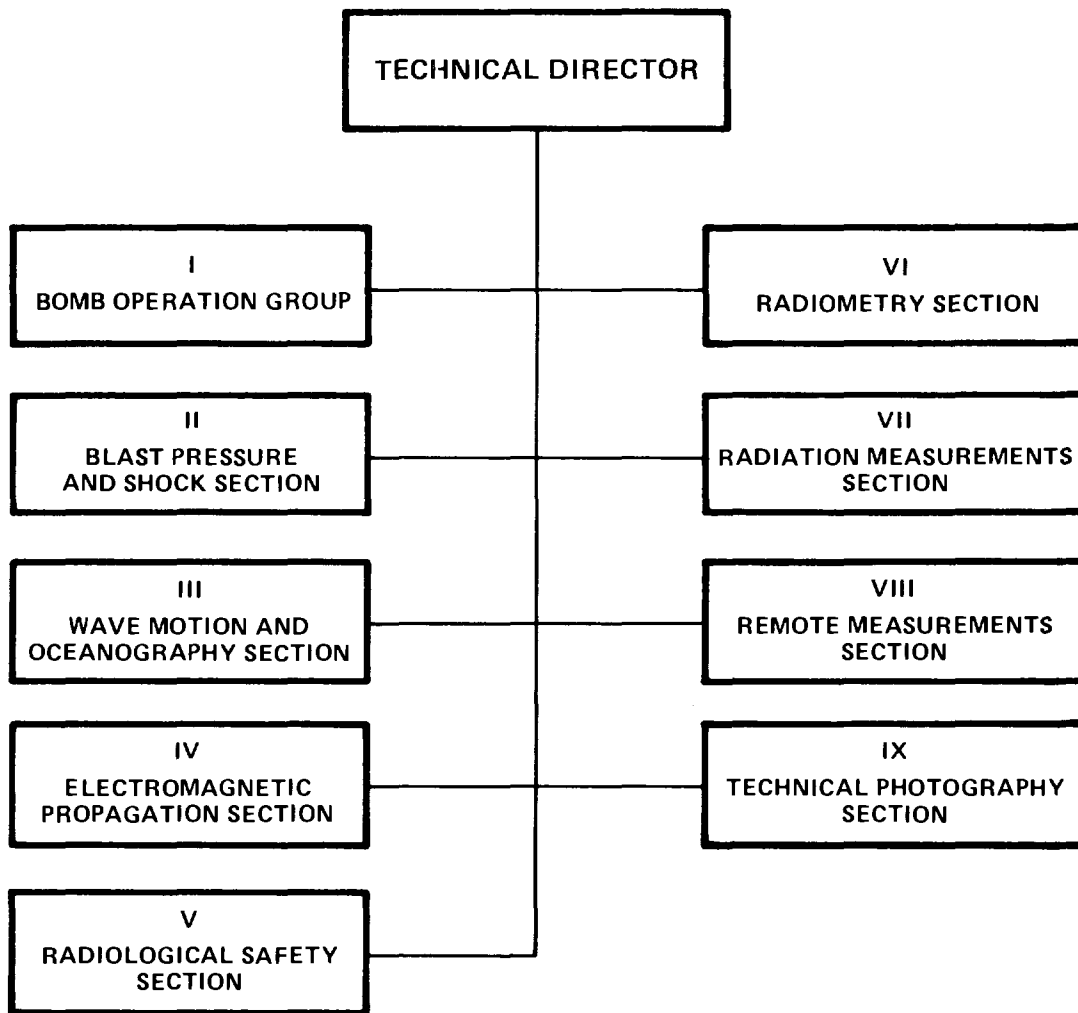 TECHNICAL DIRECTOR
I
BOMB OPERATION GROUP
II
BLAST PRESSURE
AND SHOCK SECTION
III
WAVE MOTION AND
OCEANOGRAPHY SECTION
IV
ELECTROMAGNETIC
PROPAGATION SECTION
V
RADIOLOGICAL SAFETY
SECTION
VI
RADIOMETRY SECTION
VII
RADIATION MEASUREMENTS
SECTION
VIII
REMOTE MEASUREMENTS
SECTION
IX
TECHNICAL PHOTOGRAPHY
SECTION